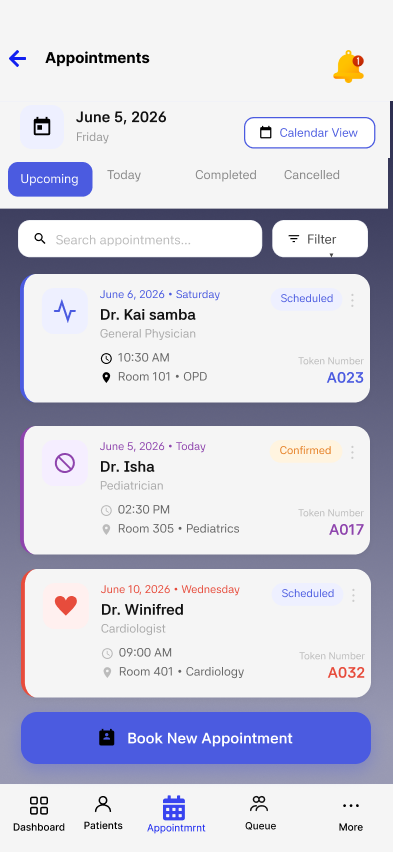 Appointments
1
June 5, 2026
Friday
Calendar View
Upcoming Today Completed Cancelled
Search appointments...
Filter
June 6, 2026 • Saturday
Scheduled
Dr. Kai samba
General Physician
10:30 AM
Token Number
Room 101 • OPD
A023
June 5, 2026 • Today
Confirmed
Dr. Isha
Pediatrician
02:30 PM
Token Number
Room 305 • Pediatrics
A017
June 10, 2026 • Wednesday
Scheduled
Dr. Winifred
Cardiologist
09:00 AM
Token Number
Room 401 • Cardiology
A032
Book New Appointment
Dashboard Patients Appointmrnt Queue More